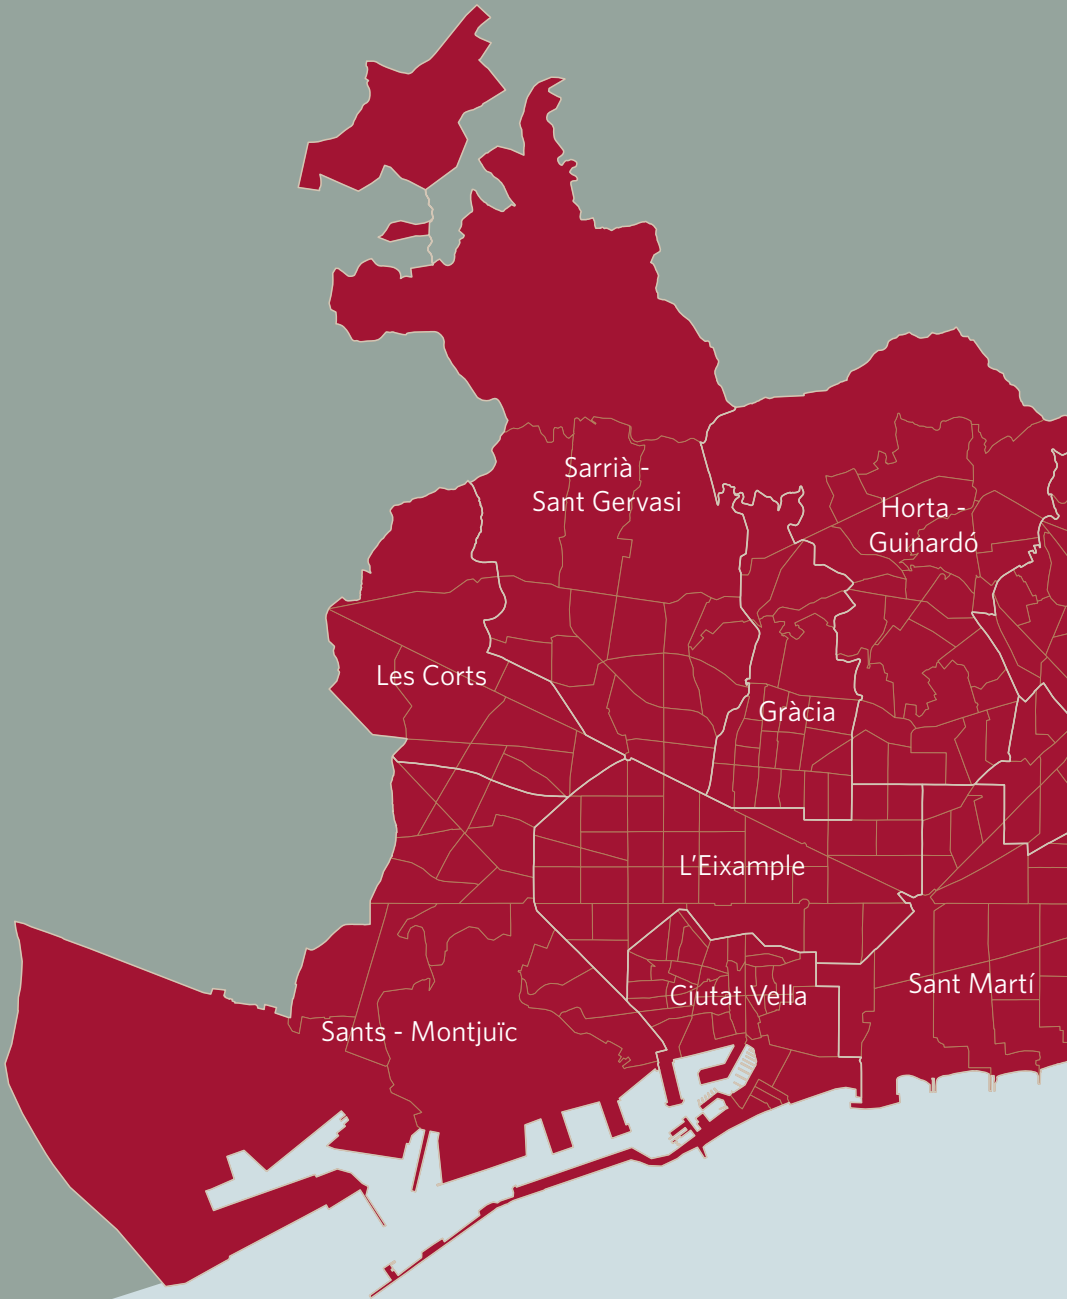 Sarrià -
Sant Gervasi
Horta -
Guinardó
Les Corts
Gràcia
L'Eixample
Sant Martí
Ciutat Vella
Sants - Montjuïc